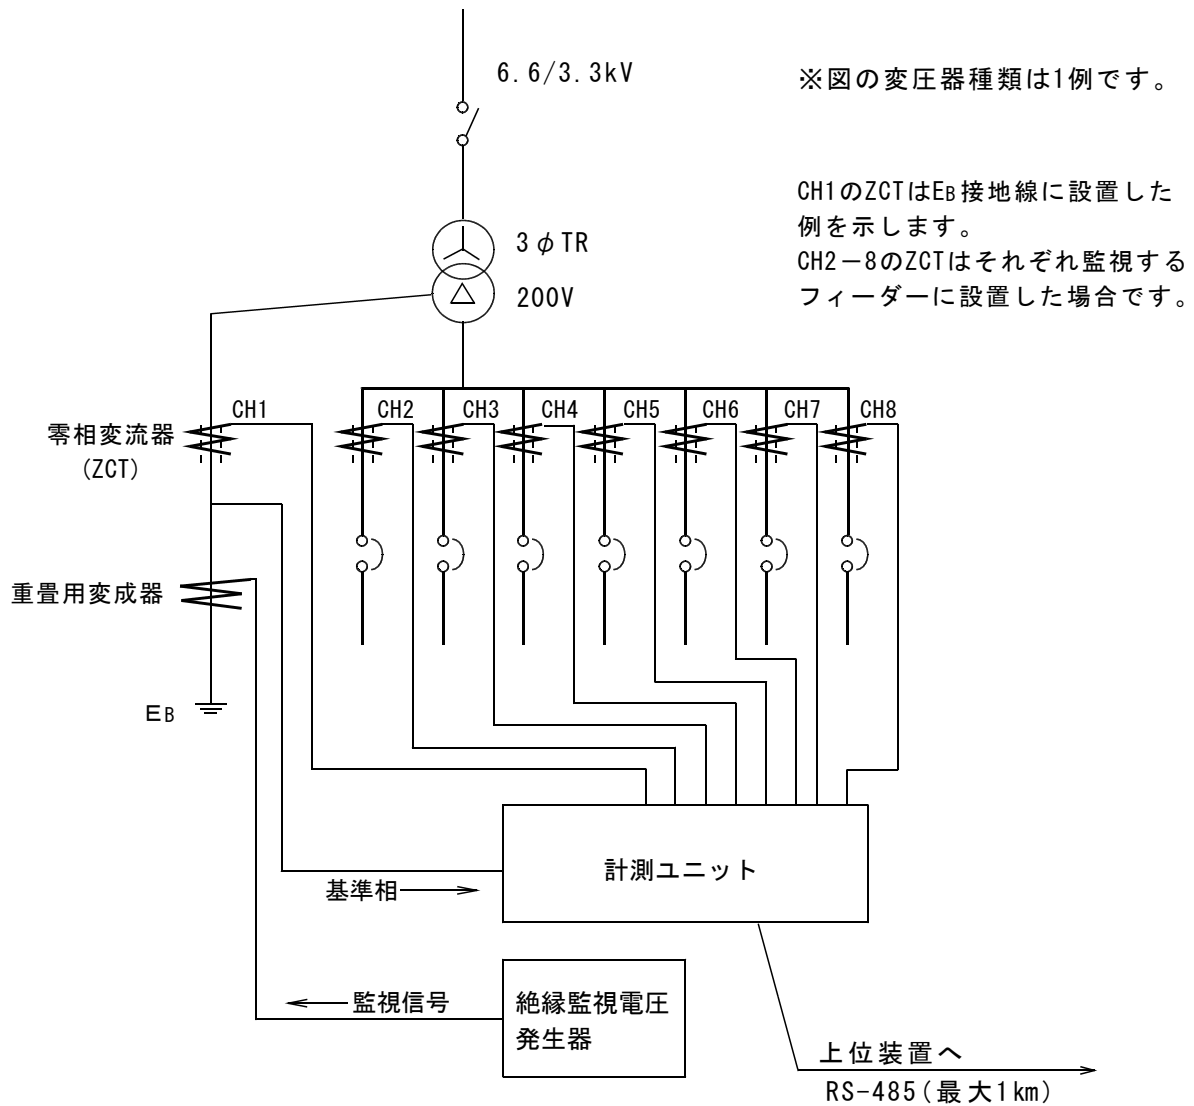 6.6/3.3kV
※図の変圧器種類は1例です。
CH1のZCTはEB接地線に設置した
例を示します。
CH2－8のZCTはそれぞれ監視する
フィーダーに設置した場合です。
3φTR
200V
CH1
CH2
CH3
CH4
CH5
CH6
CH7
CH8
零相変流器
(ZCT)
重畳用変成器
EB
計測ユニット
基準相
監視信号
絶縁監視電圧
発生器
上位装置へ
RS-485(最大1km)